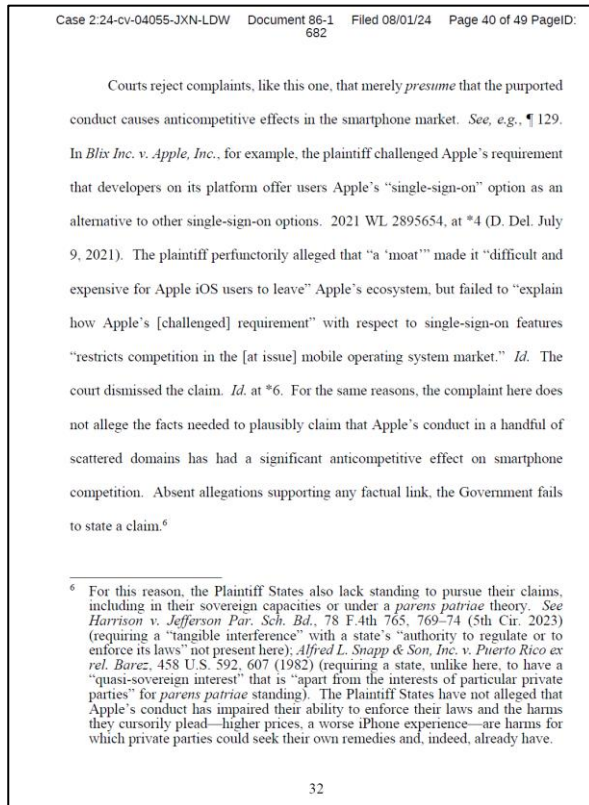 Case 2:24-cv-04055-JXN-LDW Document 86-1 Filed 08/01/24 Page 40 of 49 PageID:
682
Courts reject complaints, like this one, that merely presume that the purported
conduct causes anticompetitive effects in the smartphone market. See, e.g., ¶ 129.
In Blix Inc. v. Apple, Inc., for example, the plaintiff challenged Apple’s requirement
that developers on its platform offer users Apple’s “single-sign-on” option as an
alternative to other single-sign-on options. 2021 WL 2895654, at *4 (D. Del. July
9, 2021). The plaintiff perfunctorily alleged that “a ‘moat’” made it “difficult and
expensive for Apple iOS users to leave” Apple’s ecosystem, but failed to “explain
how Apple’s [challenged] requirement” with respect to single-sign-on features
“restricts competition in the [at issue] mobile operating system market.” Id. The
court dismissed the claim. Id. at *6. For the same reasons, the complaint here does
not allege the facts needed to plausibly claim that Apple’s conduct in a handful of
scattered domains has had a significant anticompetitive effect on smartphone
competition. Absent allegations supporting any factual link, the Government fails
to state a claim.⁶
⁶ For this reason, the Plaintiff States also lack standing to pursue their claims,
including in their sovereign capacities or under a parens patriae theory. See
Harrison v. Jefferson Par. Sch. Bd., 78 F.4th 765, 769–74 (5th Cir. 2023)
(requiring a “tangible interference” with a state’s “authority to regulate or to
enforce its laws” not present here); Alfred L. Snapp & Son, Inc. v. Puerto Rico ex
rel. Barez, 458 U.S. 592, 607 (1982) (requiring a state, unlike here, to have a
“quasi-sovereign interest” that is “apart from the interests of particular private
parties” for parens patriae standing). The Plaintiff States have not alleged that
Apple’s conduct has impaired their ability to enforce their laws and the harms
they cursorily plead—higher prices, a worse iPhone experience—are harms for
which private parties could seek their own remedies and, indeed, already have.
32